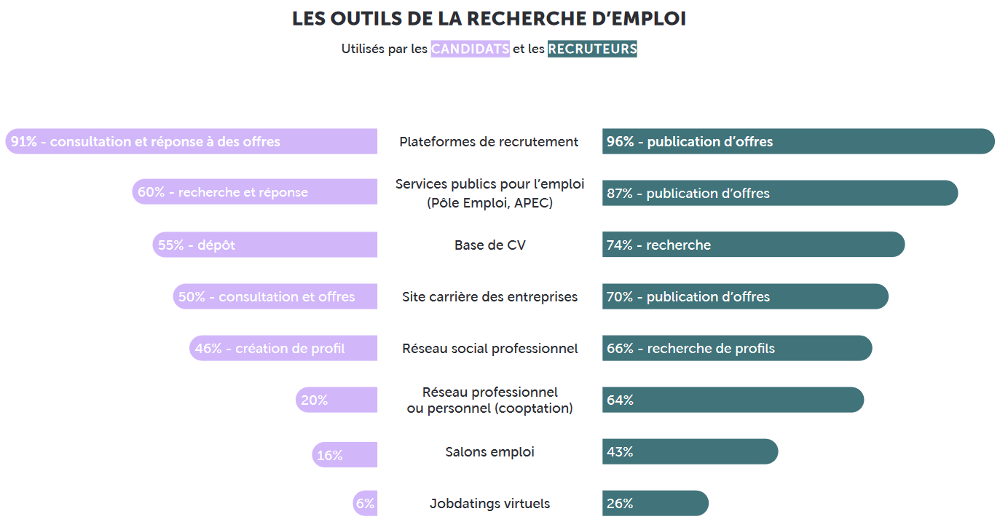 LES OUTILS DE LA RECHERCHE D’EMPLOI
Utilisés par les CANDIDATS et les RECRUTEURS
91% - consultation et réponse à des offres
Plateformes de recrutement
96% - publication d’offres
60% - recherche et réponse
Services publics pour l’emploi
(Pôle Emploi, APEC)
87% - publication d’offres
55% - dépôt
Base de CV
74% - recherche
50% - consultation et offres
Site carrière des entreprises
70% - publication d’offres
46% - création de profil
Réseau social professionnel
66% - recherche de profils
20%
Réseau professionnel
ou personnel (cooptation)
64%
16%
Salons emploi
43%
6%
Jobdatings virtuels
26%